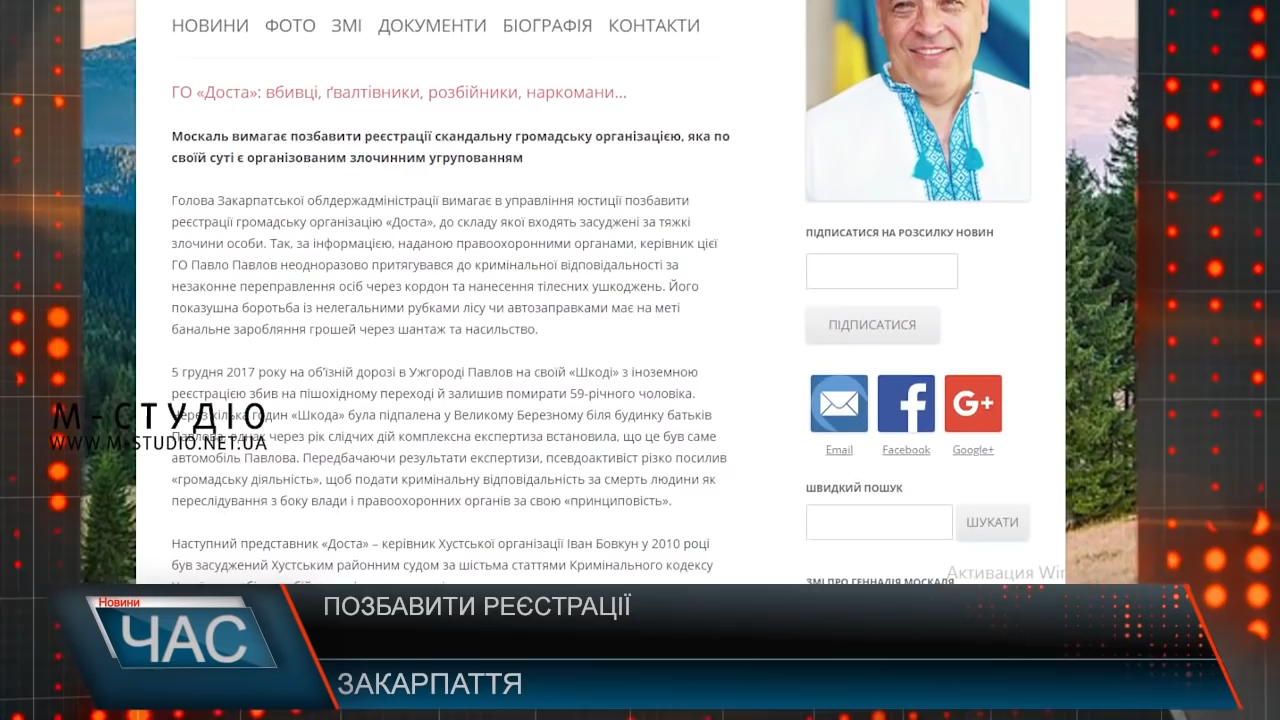 НОВИНИ ФОТО ЗМІ ДОКУМЕНТИ БІОГРАФІЯ КОНТАКТИ
ГО «Доста»: вбивці, ґвалтівники, розбійники, наркомани...
Москаль вимагає позбавити реєстрації скандальну громадську організацією, яка по
своїй суті є організованим злочинним угрупованням
Голова Закарпатської облдержадміністрації вимагає в управління юстиції позбавити
реєстрації громадську організацію «Доста», до складу якої входять засуджені за тяжкі
злочини особи. Так, за інформацією, наданою правоохоронними органами, керівник цієї
ГО Павло Павлов неодноразово притягувався до кримінальної відповідальності за
незаконне переправлення осіб через кордон та нанесення тілесних ушкоджень. Його
показушна боротьба із нелегальними рубками лісу чи автозаправками має на меті
банальне заробляння грошей через шантаж та насильство.
5 грудня 2017 року на об'їзній дорозі в Ужгороді Павлов на своїй «Шкоді» з іноземною
реєстрацією збив на пішохідному переході й залишив помирати 59-річного чоловіка.
Через кілька годин «Шкода» була підпалена у Великому Березному біля будинку батьків
Павлова, однак через рік слідчих дій комплексна експертиза встановила, що це був саме
автомобіль Павлова. Передбачаючи результати експертизи, псевдоактивіст різко посилив
«громадську діяльність», щоб подати кримінальну відповідальність за смерть людини як
переслідування з боку влади і правоохоронних органів за свою «принциповість».
Наступний представник «Доста» – керівник Хустської організації Іван Бовкун у 2010 році
був засуджений Хустським районним судом за шістьма статтями Кримінального кодексу
ПІДПИСАТИСЯ НА РОЗСИЛКУ НОВИН
ПІДПИСАТИСЯ
G+
Email Facebook Google+
ШВИДКИЙ ПОШУК
ШУКАТИ
ЗМІ ПРО ГЕННАДІЯ МОСКАЛЯ
Активация Win
М-СТУДІО
WWW.M-STUDIO.NET.UA
Новини
ЧАС
ПОЗБАВИТИ РЕЄСТРАЦІЇ
ЗАКАРПАТТЯ